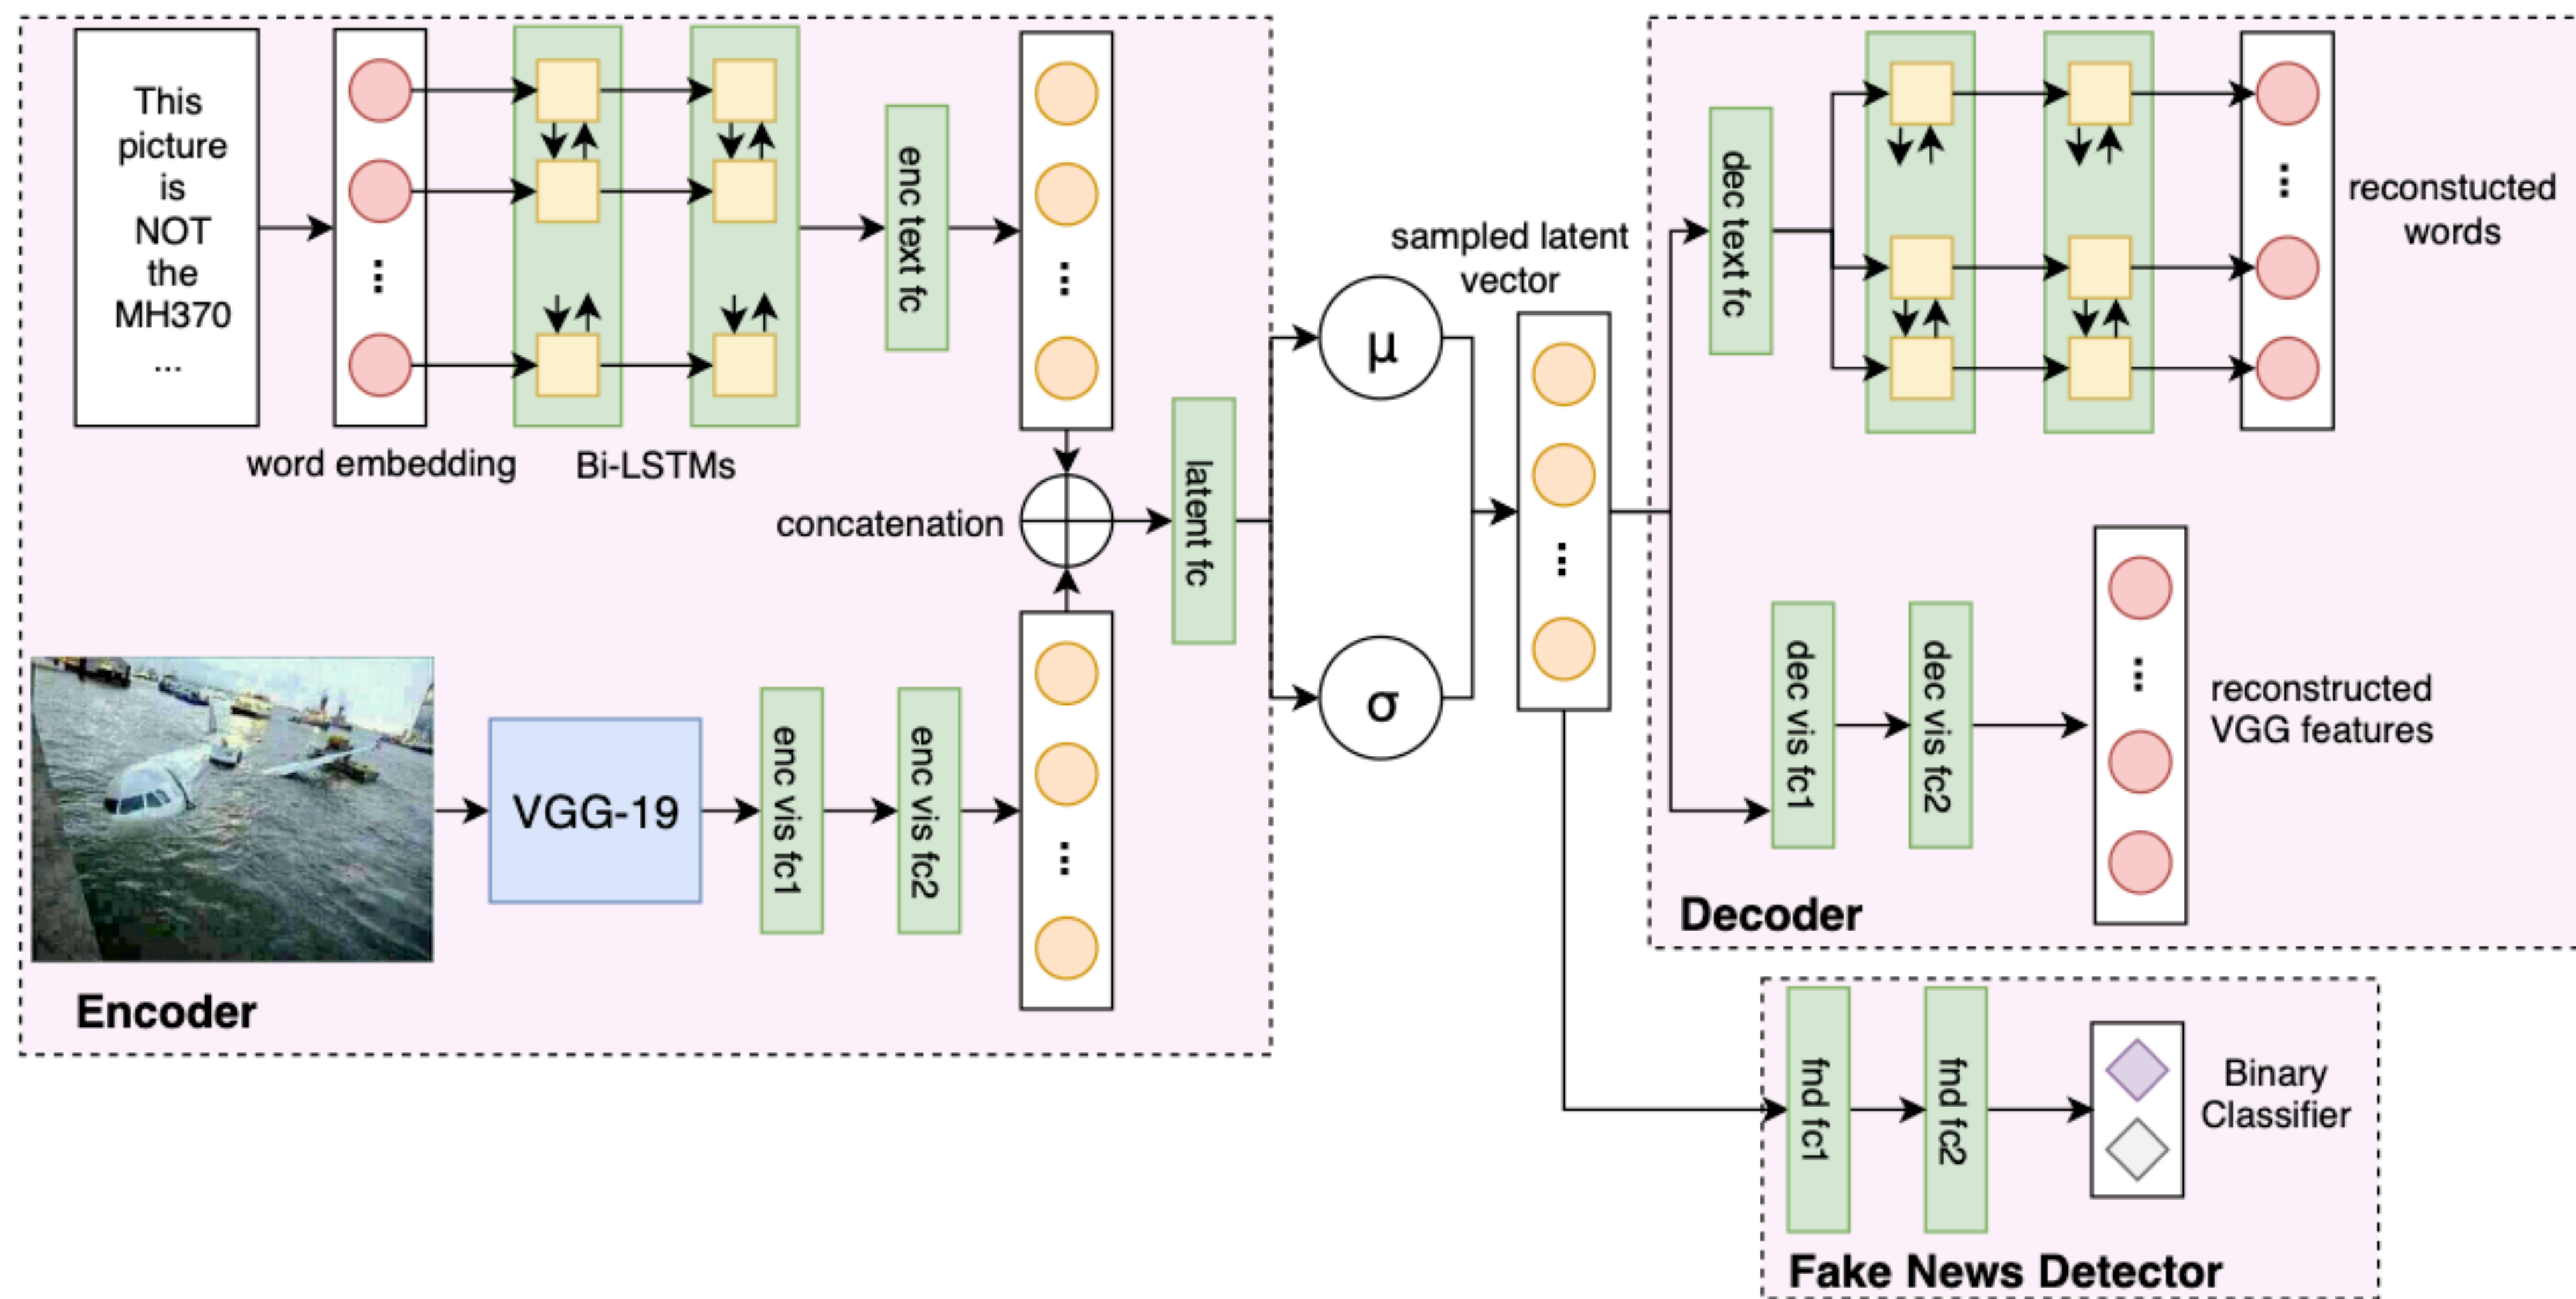 This
picture
is
NOT
the
MH370
...
word embedding
Bi-LSTMs
enc text fc
concatenation
latent fc
VGG-19
enc vis fc1
enc vis fc2
Encoder
μ
σ
sampled latent
vector
dec text fc
reconstucted
words
dec vis fc1
dec vis fc2
reconstructed
VGG features
Decoder
fnd fc1
fnd fc2
Binary
Classifier
Fake News Detector